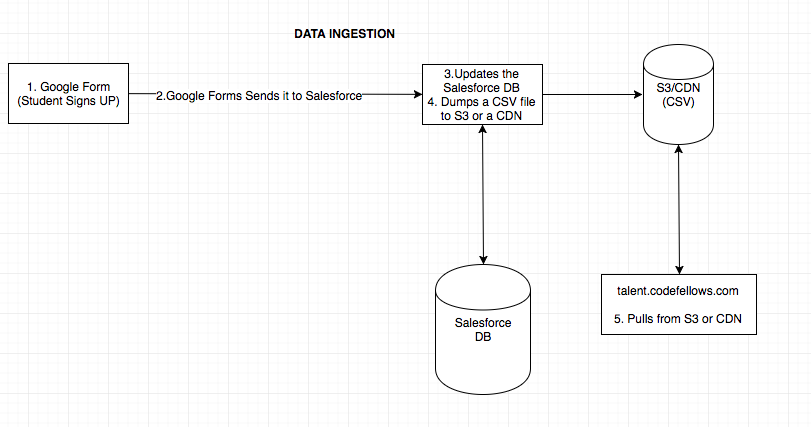 DATA INGESTION
1. Google Form
(Student Signs UP)
2.Google Forms Sends it to Salesforce
3.Updates the
Salesforce DB
4. Dumps a CSV file
to S3 or a CDN
S3/CDN
(CSV)
Salesforce
DB
talent.codefellows.com
5. Pulls from S3 or CDN